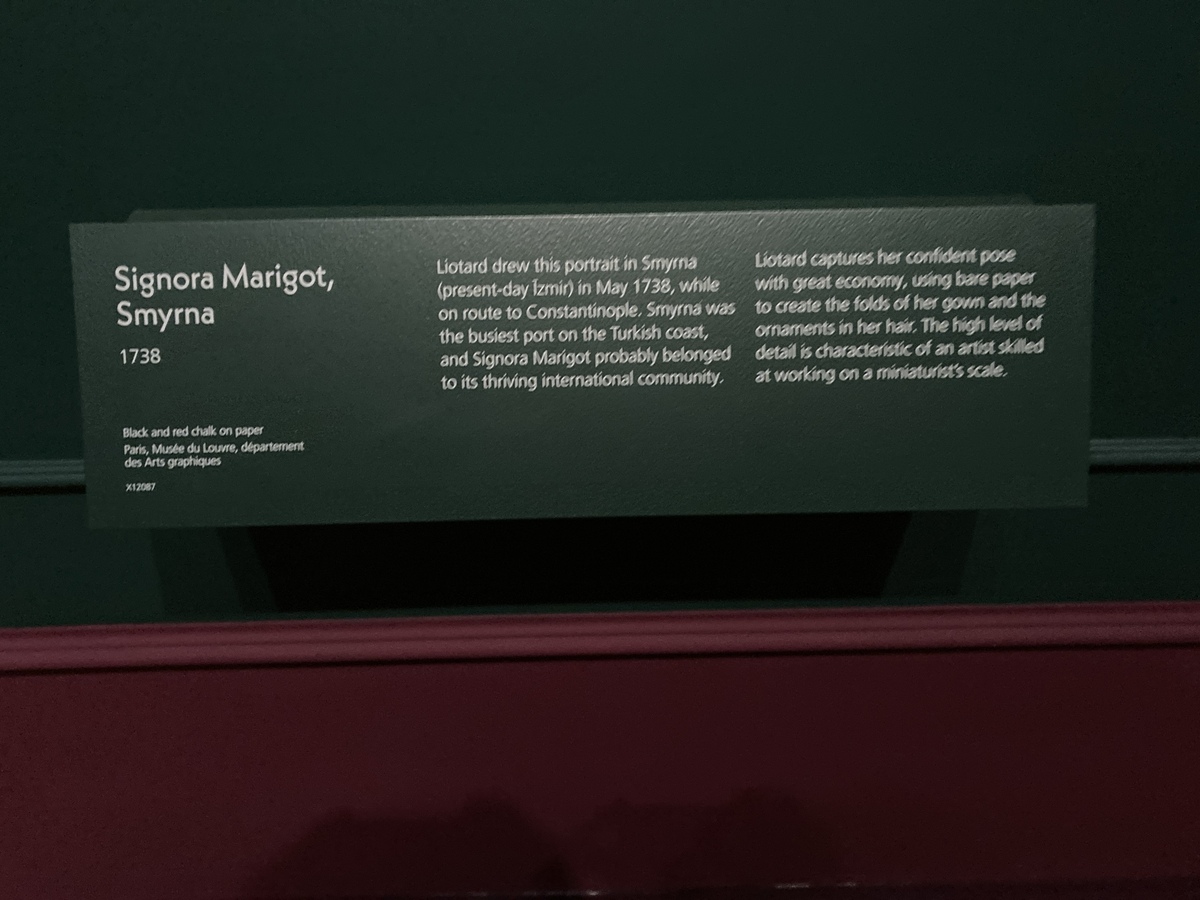 Signora Marigot,
Smyrna
1738
Black and red chalk on paper
Paris, Musée du Louvre, département
des Arts graphiques
X12087
Liotard drew this portrait in Smyrna
(present-day İzmir) in May 1738, while
on route to Constantinople. Smyrna was
the busiest port on the Turkish coast,
and Signora Marigot probably belonged
to its thriving international community.
Liotard captures her confident pose
with great economy, using bare paper
to create the folds of her gown and the
ornaments in her hair. The high level of
detail is characteristic of an artist skilled
at working on a miniaturist's scale.